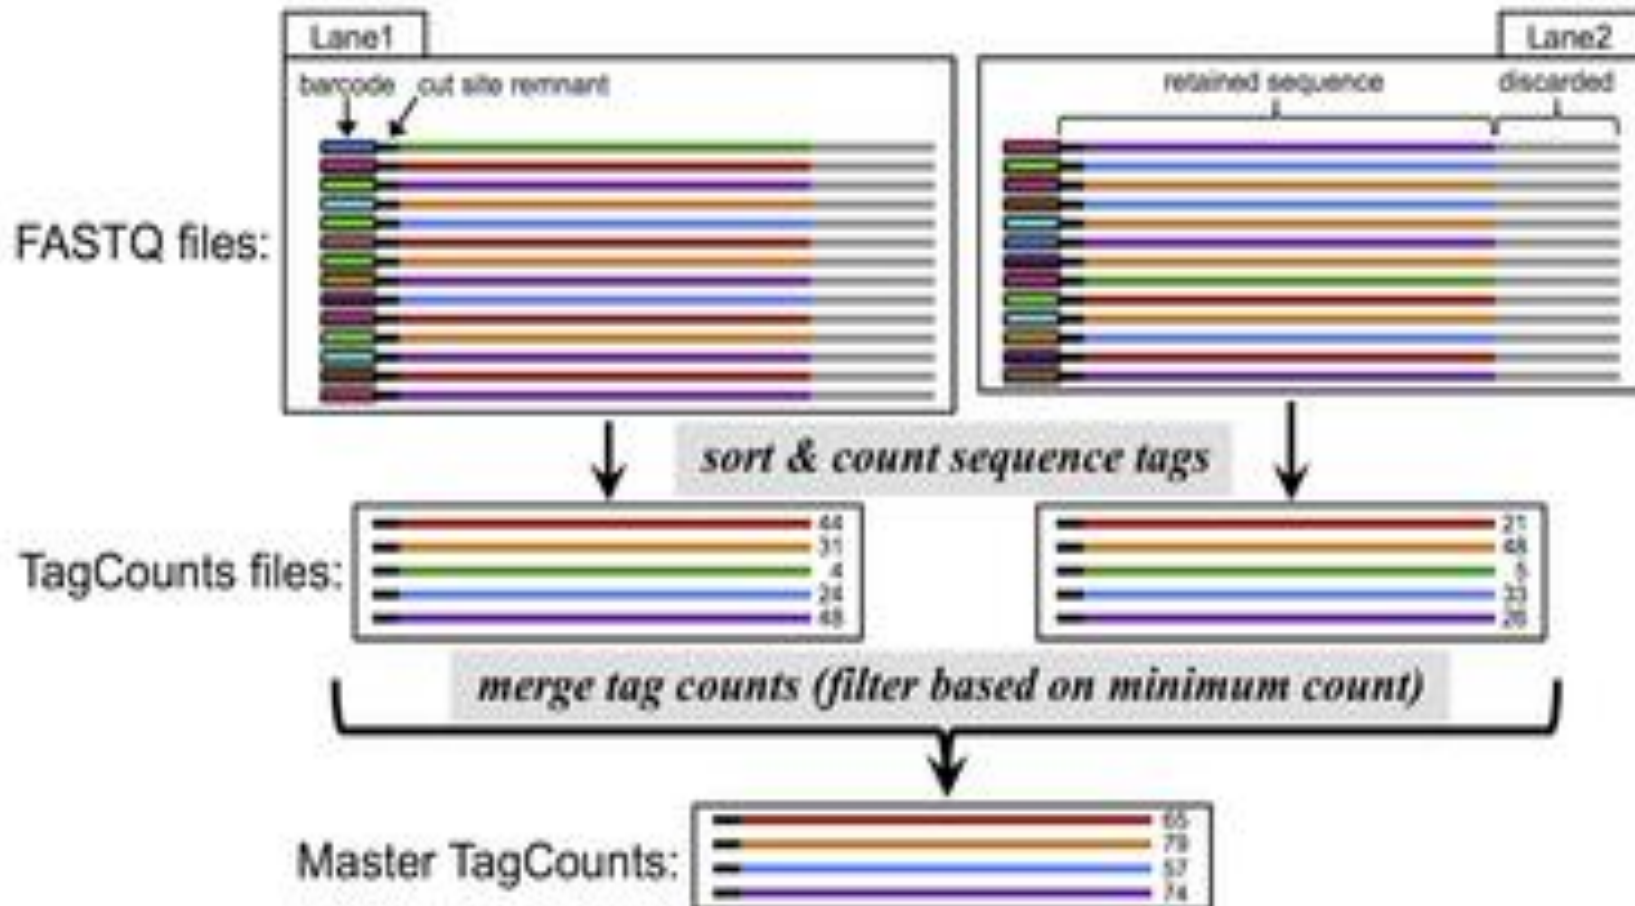 Lane1
Lane2
barcode
cut site remnant
retained sequence
discarded
FASTQ files:
sort & count sequence tags
TagCounts files:
44
31
4
24
48
21
48
5
33
26
merge tag counts (filter based on minimum count)
Master TagCounts:
65
79
57
74